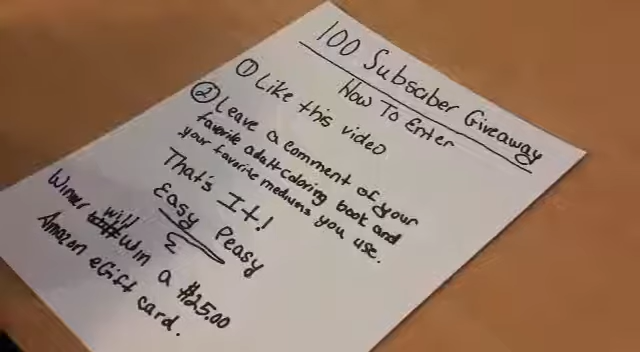 100 Subsciber Giveaway
How To Enter
① Like this video
② Leave a comment of your
favorite adult coloring book and
your favorite mediums you use.
That's It!
Easy Peasy
Winner will Win a $25.00
Amazon eGift card.